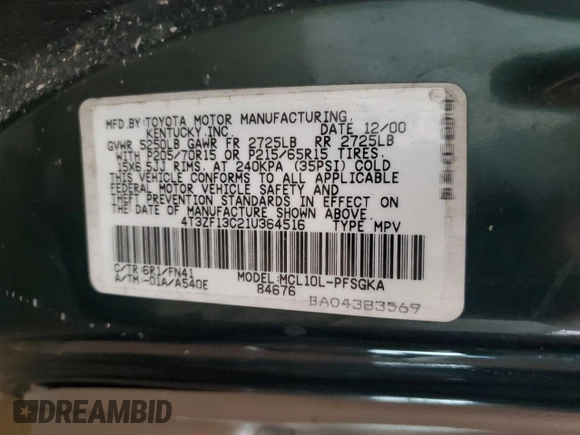 MFD.BY:TOYOTA MOTOR MANUFACTURING,
KENTUCKY,INC. DATE 12/00
GVWR 5250LB GAWR FR 2725LB RR 2725LB
WITH P205/70R15 OR P215/65R15 TIRES,
15X6.5JJ RIMS, AT 240KPA (35PSI) COLD
THIS VEHICLE CONFORMS TO ALL APPLICABLE
FEDERAL MOTOR VEHICLE SAFETY AND
THEFT PREVENTION STANDARDS IN EFFECT ON
THE DATE OF MANUFACTURE SHOWN ABOVE.
4T3ZF13C21U364516 TYPE MPV
C/TR:6R1/FN41 MODEL:MCL10L-PFSGKA
A/TM:-01A/A540E 84676
BA04383569
DREAMBID